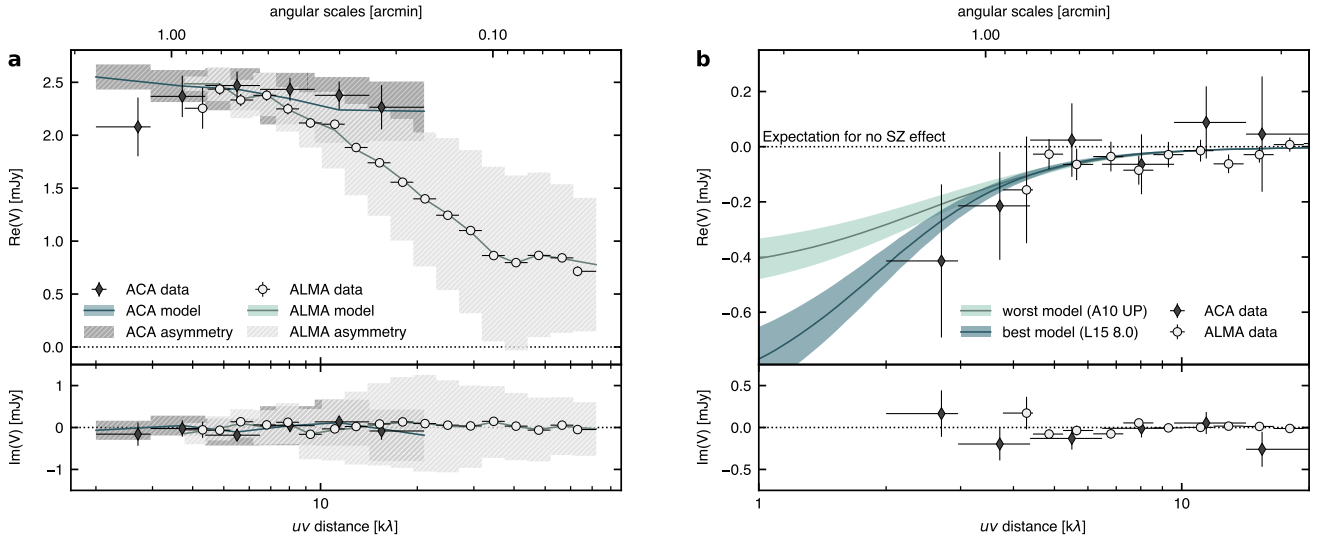 angular scales [arcmin]
1.00 0.10
a
2.5
2.0
1.5
1.0
0.5
0.0
Re(V) [mJy]
ACA data
ACA model
ACA asymmetry
ALMA data
ALMA model
ALMA asymmetry
1
0
−1
Im(V) [mJy]
10
uv distance [kλ]
angular scales [arcmin]
1.00
b
0.2
0.0
−0.2
−0.4
−0.6
Re(V) [mJy]
Expectation for no SZ effect
worst model (A10 UP)
best model (L15 8.0)
ACA data
ALMA data
0.5
0.0
−0.5
Im(V) [mJy]
1 10
uv distance [kλ]